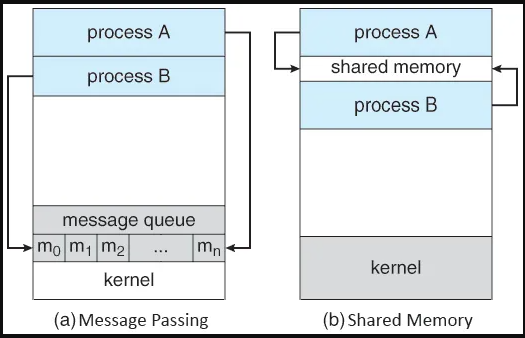 process A
process B
message queue
m0 m1 m2 ... mn
kernel
(a) Message Passing
process A
shared memory
process B
kernel
(b) Shared Memory